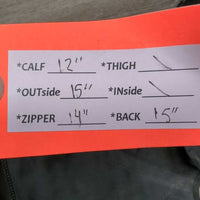 *CALF 12" *THIGH \
*OUTside 15" *INside \
*ZIPPER 14" *BACK 15"